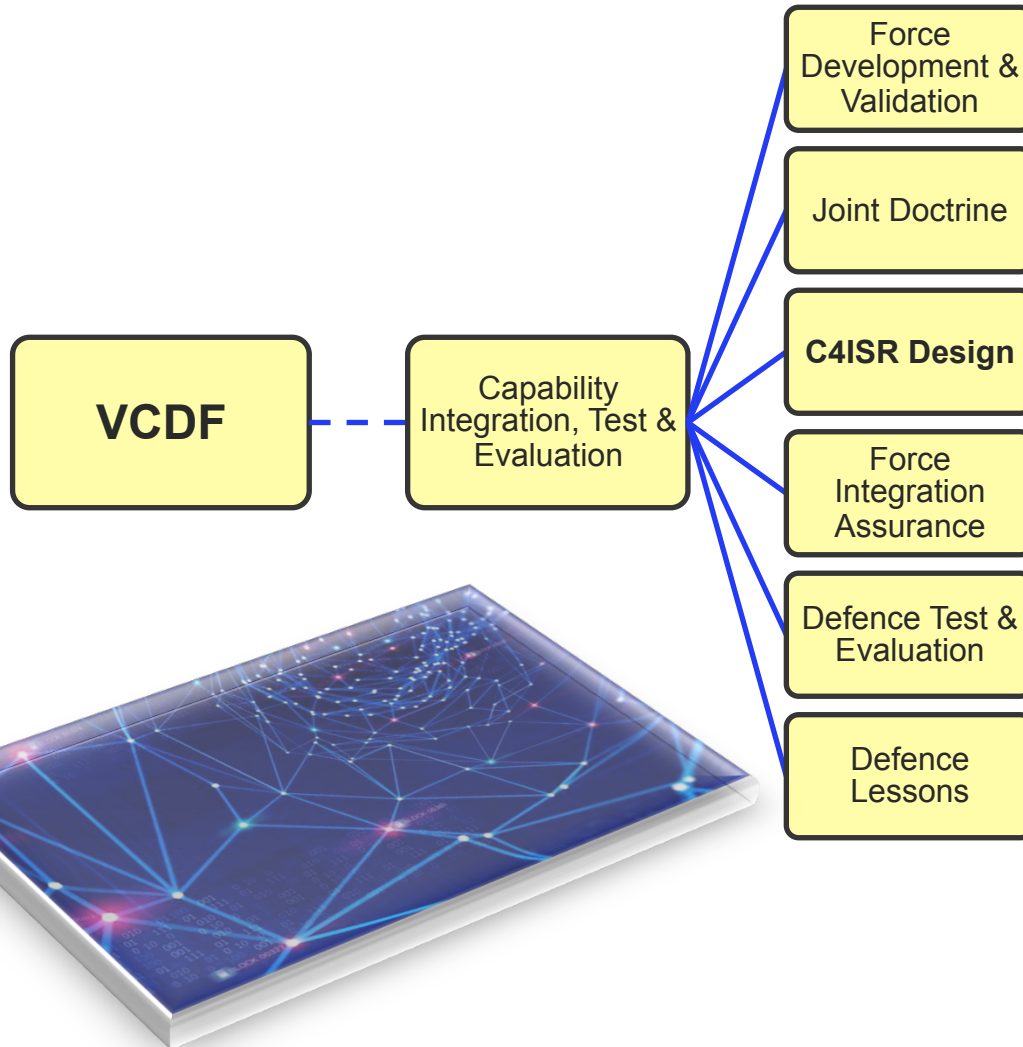 Force
Development &
Validation
Joint Doctrine
C4ISR Design
VCDF
Capability
Integration, Test &
Evaluation
Force
Integration
Assurance
Defence Test &
Evaluation
Defence
Lessons